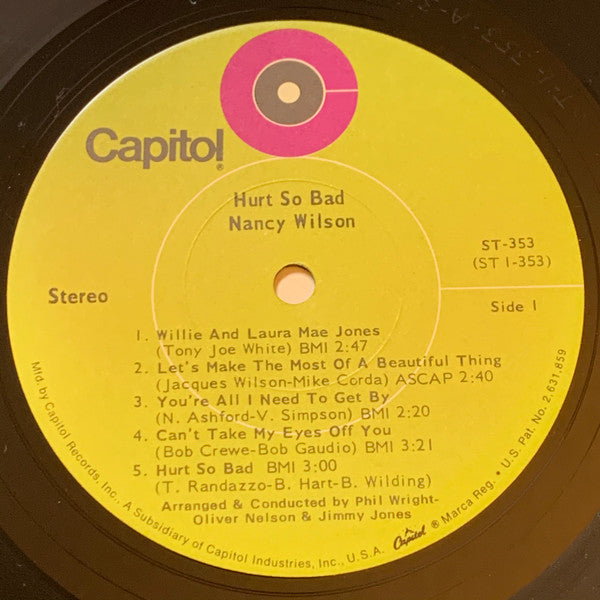 Capitol®
Hurt So Bad
Nancy Wilson
ST-353
(ST 1-353)
Stereo
Side 1
1. Willie And Laura Mae Jones
(Tony Joe White) BMI 2:47
2. Let's Make The Most Of A Beautiful Thing
(Jacques Wilson-Mike Corda) ASCAP 2:40
3. You're All I Need To Get By
(N. Ashford-V. Simpson) BMI 2:20
4. Can't Take My Eyes Off You
(Bob Crewe-Bob Gaudio) BMI 3:21
5. Hurt So Bad BMI 3:00
(T. Randazzo-B. Hart-B. Wilding)
Arranged & Conducted by Phil Wright-
Oliver Nelson & Jimmy Jones
Mfd. by Capitol Records, Inc., A Subsidiary of Capitol Industries, Inc., U.S.A. Capitol ® Marca Reg. • U.S. Pat. No. 2,631,859